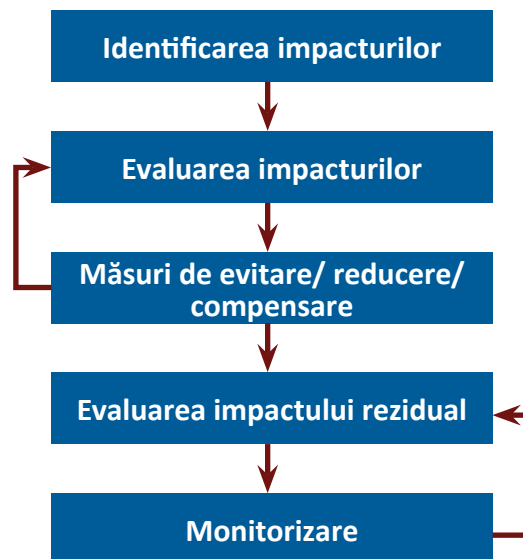 Identificarea impacturilor
Evaluarea impacturilor
Măsuri de evitare/ reducere/
compensare
Evaluarea impactului rezidual
Monitorizare